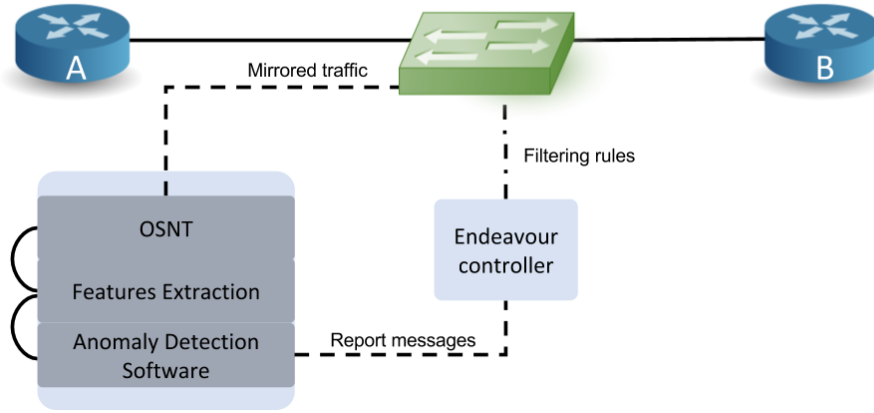 A
B
Mirrored traffic
Filtering rules
OSNT
Features Extraction
Anomaly Detection
Software
Endeavour
controller
Report messages